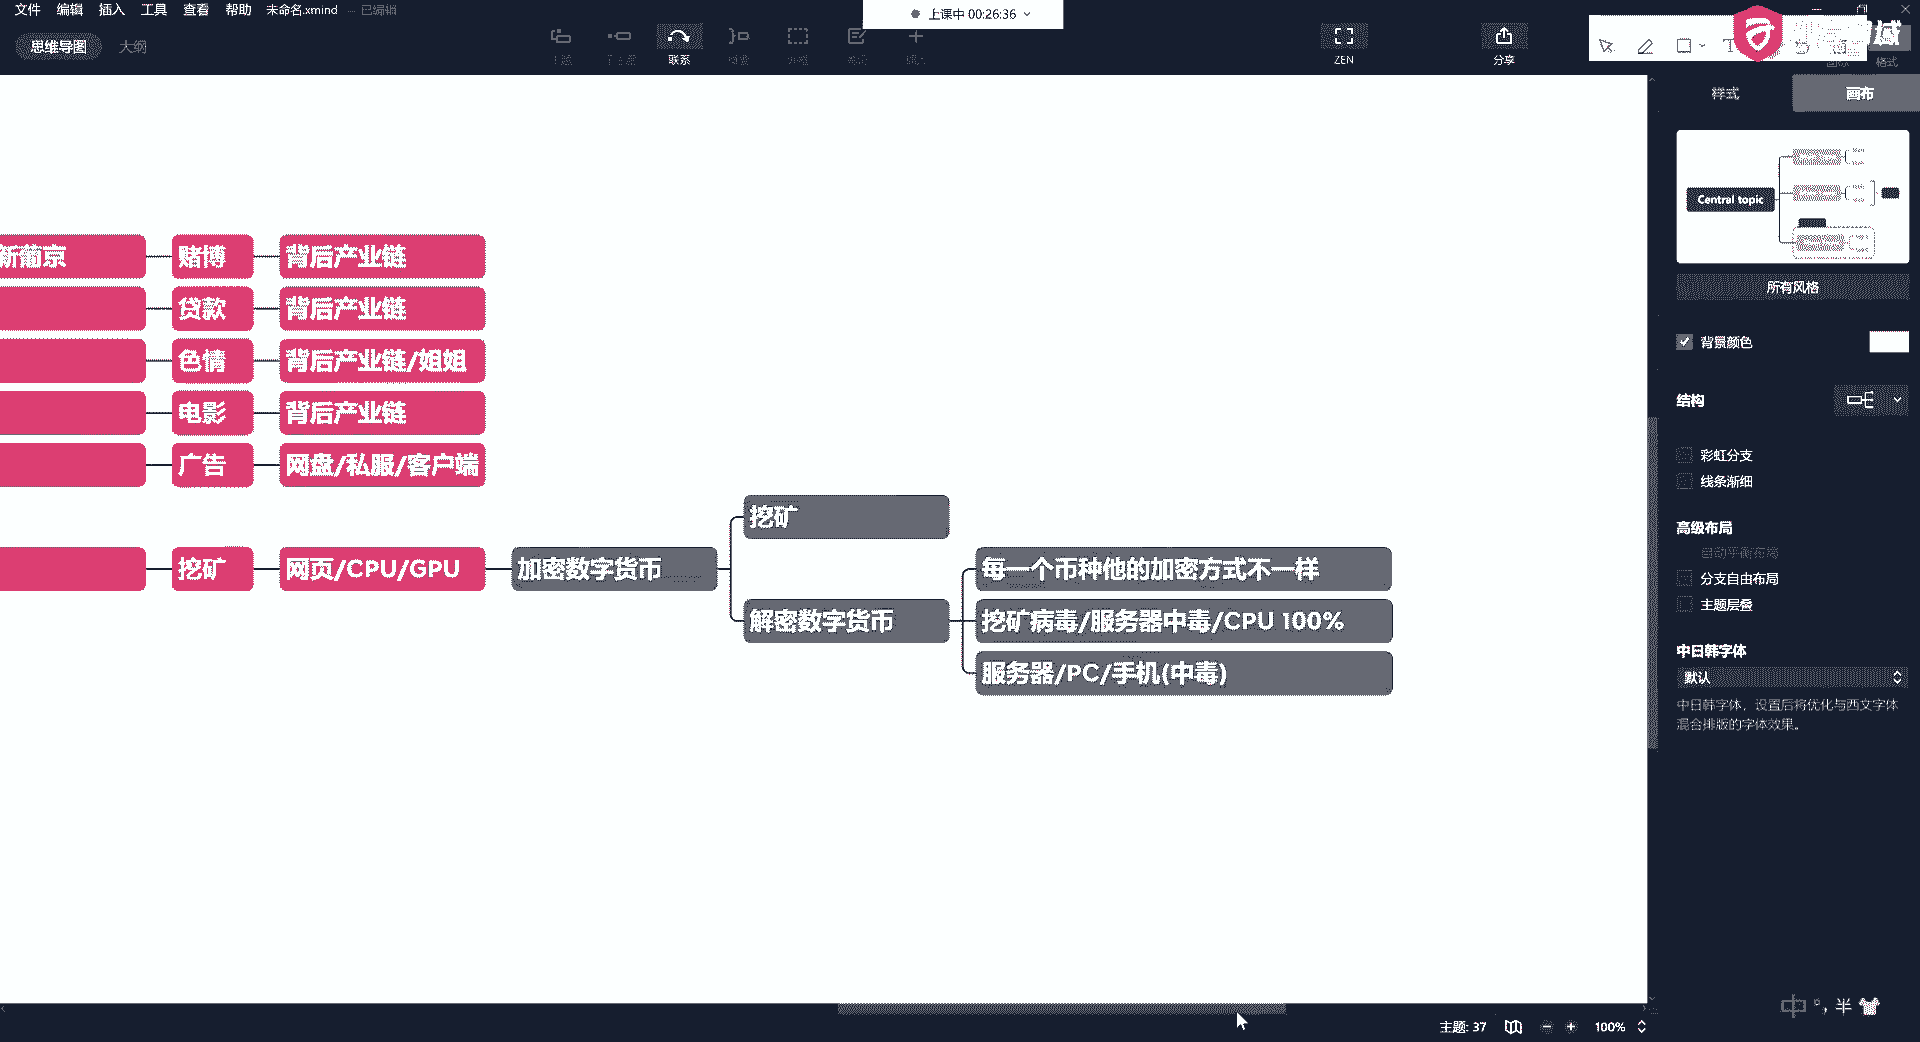 文件 编辑 插入 工具 查看 帮助 未命名.xmind — 已编辑
上课中 00:26:36
思维导图 大纲
联系
ZEN
分享
格式
样式 画布
Central topic
所有风格
背景颜色
结构
彩虹分支
线条渐细
高级布局
自动平衡布局
分支自由布局
主题层叠
中日韩字体
默认
中日韩字体，设置后将优化与西文字体
混合排版的字体效果。
新葡京 赌博 背后产业链
贷款 背后产业链
色情 背后产业链/姐姐
电影 背后产业链
广告 网盘/私服/客户端
挖矿 网页/CPU/GPU 加密数字货币
挖矿
解密数字货币
每一个币种他的加密方式不一样
挖矿病毒/服务器中毒/CPU 100%
服务器/PC/手机(中毒)
中 °, 半
主题: 37 100%